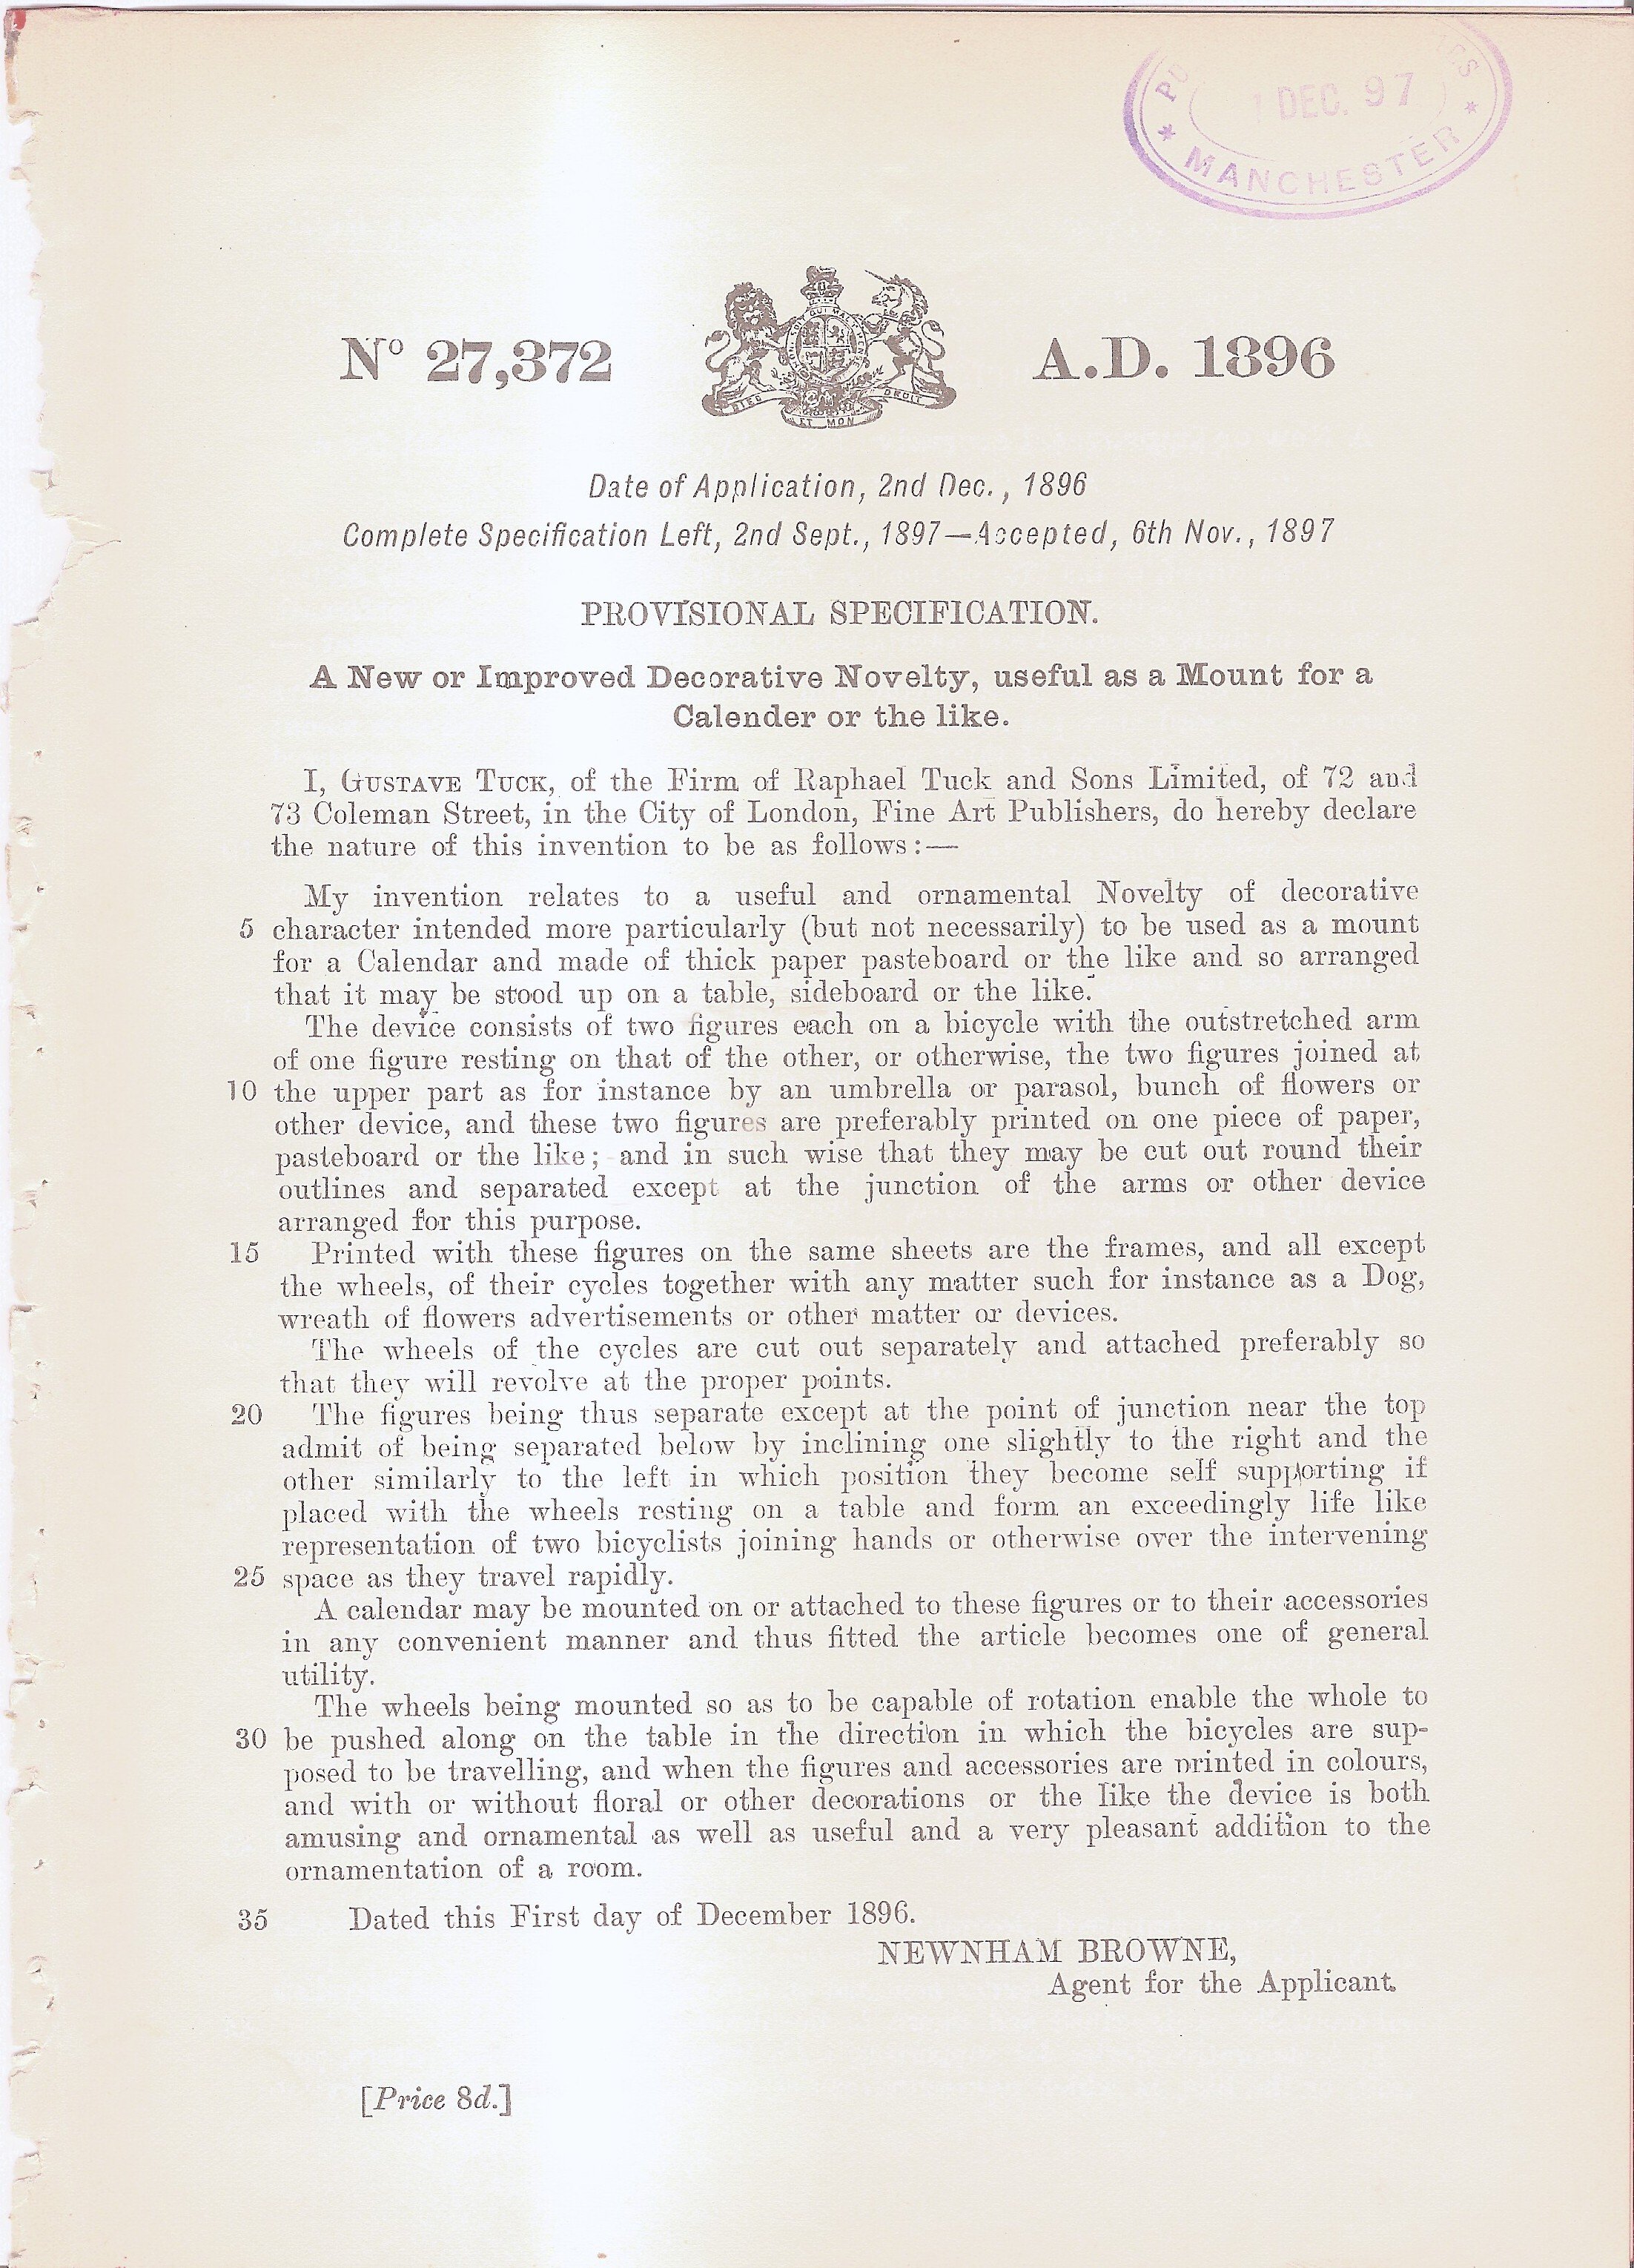 DEC. 97
* MANCHESTER *
Nº 27,372
A.D. 1896
DIEU ET MON DROIT
Date of Application, 2nd Dec., 1896
Complete Specification Left, 2nd Sept., 1897—Accepted, 6th Nov., 1897
PROVISIONAL SPECIFICATION.
A New or Improved Decorative Novelty, useful as a Mount for a
Calender or the like.
I, GUSTAVE TUCK, of the Firm of Raphael Tuck and Sons Limited, of 72 and
73 Coleman Street, in the City of London, Fine Art Publishers, do hereby declare
the nature of this invention to be as follows:—
My invention relates to a useful and ornamental Novelty of decorative
5 character intended more particularly (but not necessarily) to be used as a mount
for a Calendar and made of thick paper pasteboard or the like and so arranged
that it may be stood up on a table, sideboard or the like.
The device consists of two figures each on a bicycle with the outstretched arm
of one figure resting on that of the other, or otherwise, the two figures joined at
10 the upper part as for instance by an umbrella or parasol, bunch of flowers or
other device, and these two figures are preferably printed on one piece of paper,
pasteboard or the like; and in such wise that they may be cut out round their
outlines and separated except at the junction of the arms or other device
arranged for this purpose.
15 Printed with these figures on the same sheets are the frames, and all except
the wheels, of their cycles together with any matter such for instance as a Dog,
wreath of flowers advertisements or other matter or devices.
The wheels of the cycles are cut out separately and attached preferably so
that they will revolve at the proper points.
20 The figures being thus separate except at the point of junction near the top
admit of being separated below by inclining one slightly to the right and the
other similarly to the left in which position they become self supporting if
placed with the wheels resting on a table and form an exceedingly life like
representation of two bicyclists joining hands or otherwise over the intervening
25 space as they travel rapidly.
A calendar may be mounted on or attached to these figures or to their accessories
in any convenient manner and thus fitted the article becomes one of general
utility.
The wheels being mounted so as to be capable of rotation enable the whole to
30 be pushed along on the table in the direction in which the bicycles are sup-
posed to be travelling, and when the figures and accessories are printed in colours,
and with or without floral or other decorations or the like the device is both
amusing and ornamental as well as useful and a very pleasant addition to the
ornamentation of a room.
35 Dated this First day of December 1896.
NEWNHAM BROWNE,
Agent for the Applicant.
[Price 8d.]